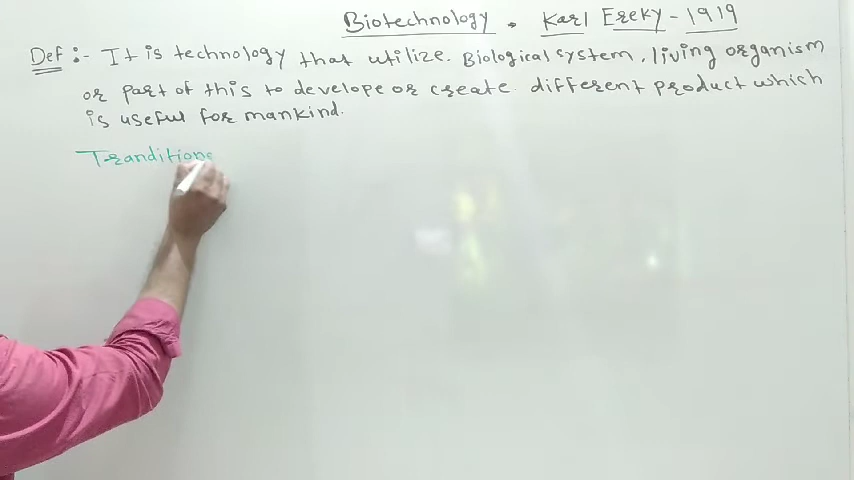 Biotechnology . Karl Ereky - 1919
Def :- It is technology that utilize. Biological system, living organism
or part of this to develope or create different product which
is useful for mankind.
Tranditions